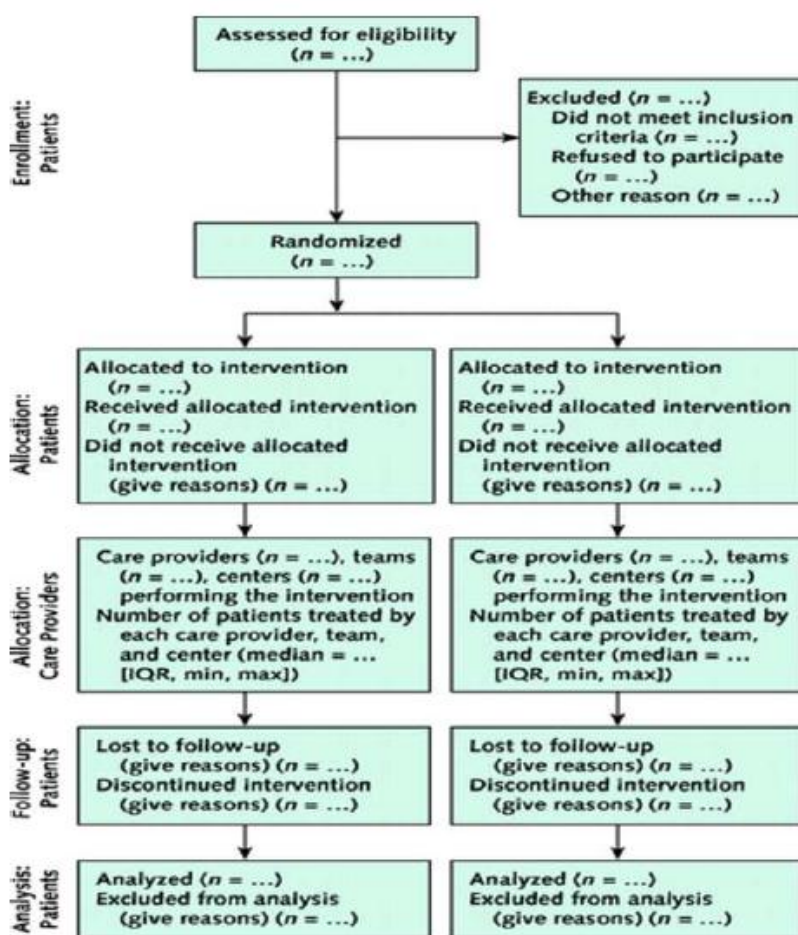 Assessed for eligibility
(n = ...)
Enrollment:
Patients
Excluded (n = ...)
Did not meet inclusion
criteria (n = ...)
Refused to participate
(n = ...)
Other reason (n = ...)
Randomized
(n = ...)
Allocation:
Patients
Allocated to intervention
(n = ...)
Received allocated intervention
(n = ...)
Did not receive allocated
intervention
(give reasons) (n = ...)
Allocated to intervention
(n = ...)
Received allocated intervention
(n = ...)
Did not receive allocated
intervention
(give reasons) (n = ...)
Allocation:
Care Providers
Care providers (n = ...), teams
(n = ...), centers (n = ...)
performing the intervention
Number of patients treated by
each care provider, team,
and center (median = ...
[IQR, min, max])
Care providers (n = ...), teams
(n = ...), centers (n = ...)
performing the intervention
Number of patients treated by
each care provider, team,
and center (median = ...
[IQR, min, max])
Follow-up:
Patients
Lost to follow-up
(give reasons) (n = ...)
Discontinued intervention
(give reasons) (n = ...)
Lost to follow-up
(give reasons) (n = ...)
Discontinued intervention
(give reasons) (n = ...)
Analysis:
Patients
Analyzed (n = ...)
Excluded from analysis
(give reasons) (n = ...)
Analyzed (n = ...)
Excluded from analysis
(give reasons) (n = ...)